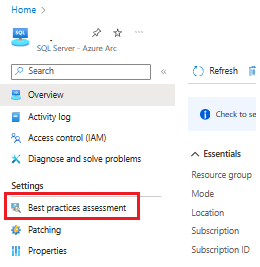 Home >
SQL Server - Azure Arc
Search
Overview
Activity log
Access control (IAM)
Diagnose and solve problems
Settings
Best practices assessment
Patching
Properties
Refresh
Check to se
Essentials
Resource group
Mode
Location
Subscription
Subscription ID